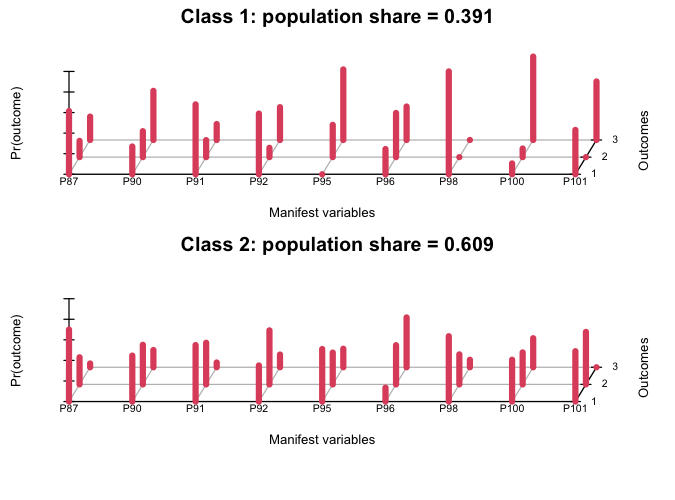 Class 1: population share = 0.391
Pr(outcome)
Outcomes
3
2
1
P87 P90 P91 P92 P95 P96 P98 P100 P101
Manifest variables
Class 2: population share = 0.609
Pr(outcome)
Outcomes
3
2
1
P87 P90 P91 P92 P95 P96 P98 P100 P101
Manifest variables